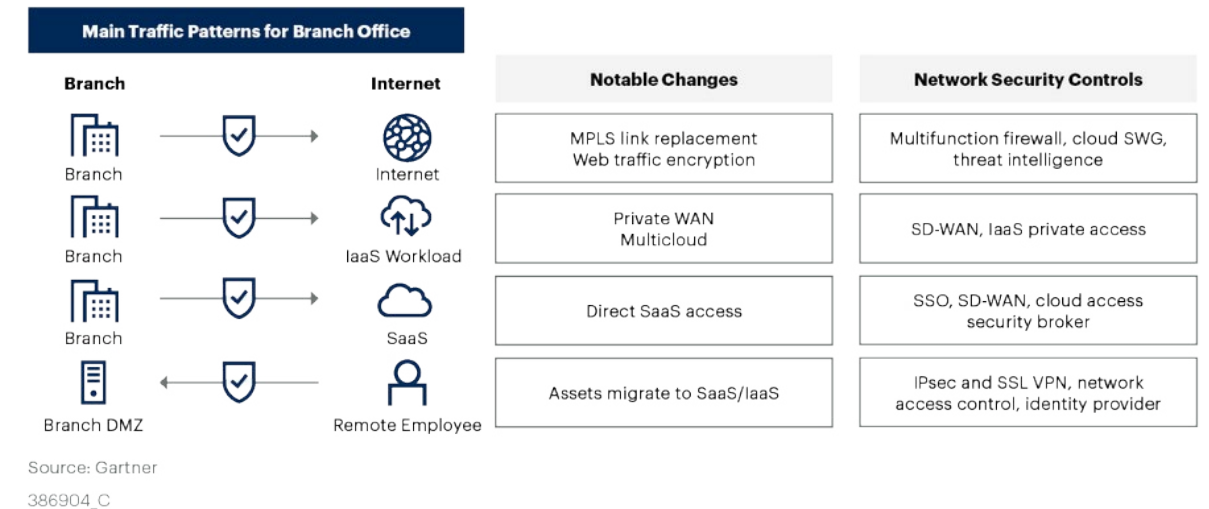 Main Traffic Patterns for Branch Office
Branch
Internet
Notable Changes
Network Security Controls
Branch
Internet
MPLS link replacement
Web traffic encryption
Multifunction firewall, cloud SWG,
threat intelligence
Branch
IaaS Workload
Private WAN
Multicloud
SD-WAN, IaaS private access
Branch
SaaS
Direct SaaS access
SSO, SD-WAN, cloud access
security broker
Branch DMZ
Remote Employee
Assets migrate to SaaS/IaaS
IPsec and SSL VPN, network
access control, identity provider
Source: Gartner
386904_C